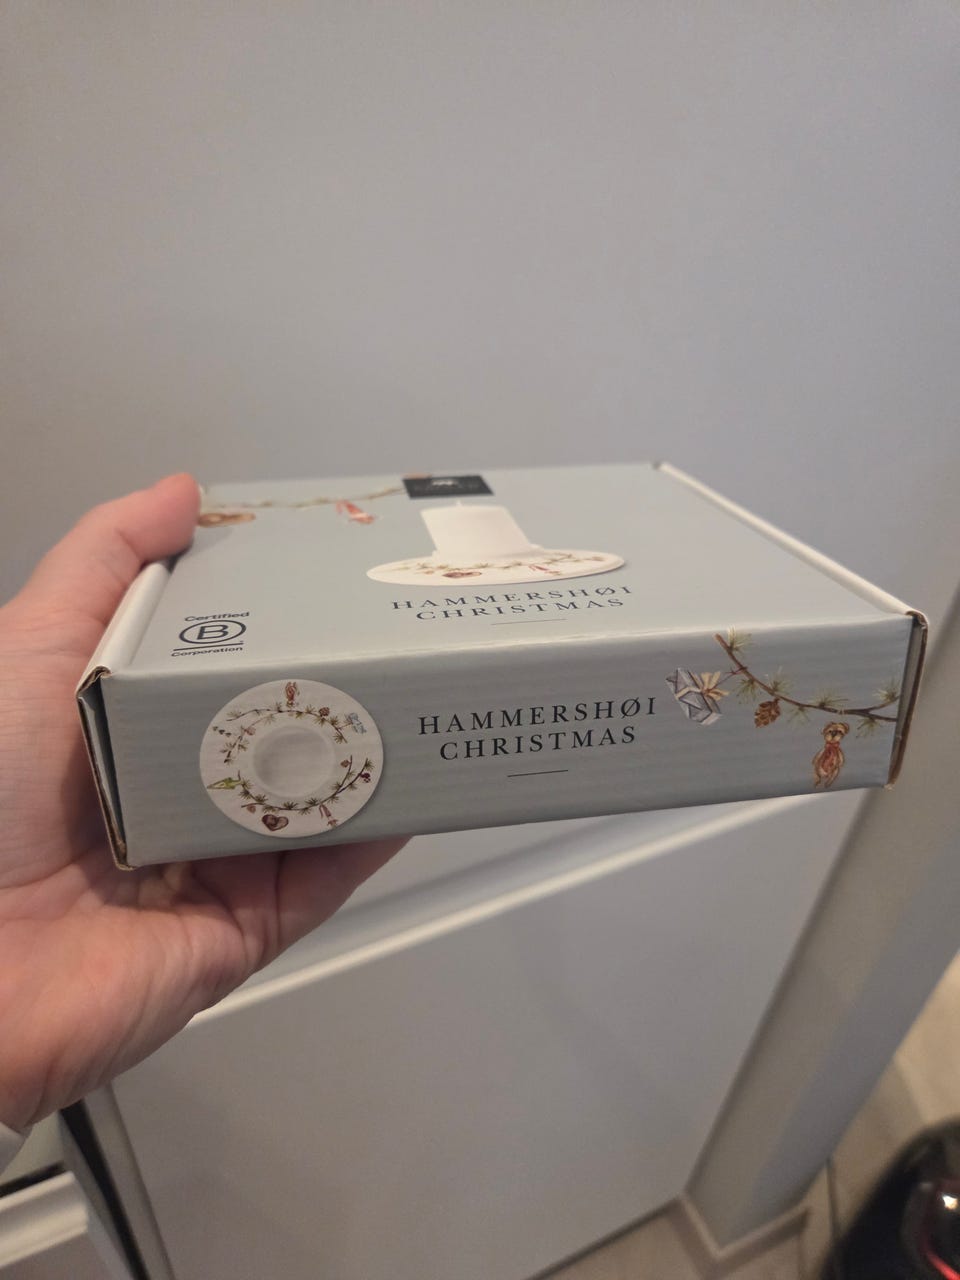 HAMMERSHØI
CHRISTMAS
Certified
B
Corporation
HAMMERSHØI
CHRISTMAS